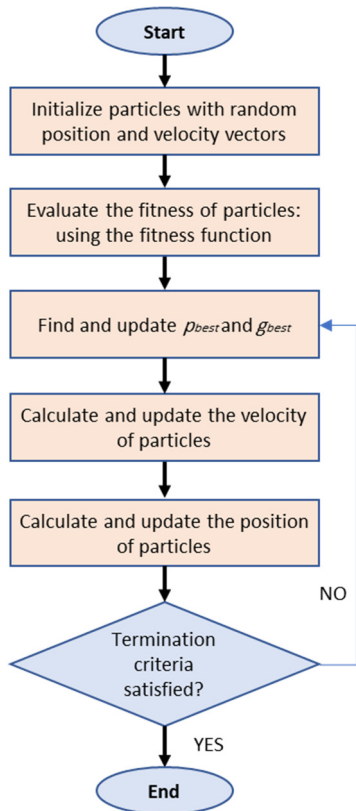 Start
Initialize particles with random
position and velocity vectors
Evaluate the fitness of particles:
using the fitness function
Find and update pbest and gbest
Calculate and update the velocity
of particles
Calculate and update the position
of particles
NO
Termination
criteria
satisfied?
YES
End